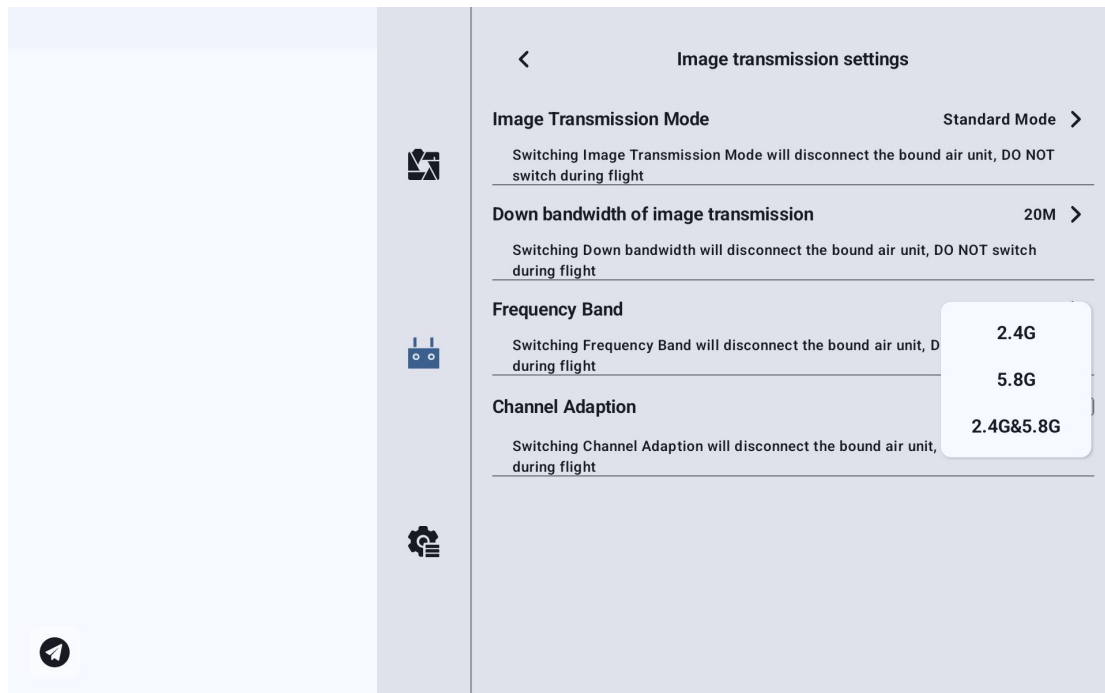 Image transmission settings
Image Transmission Mode
Standard Mode
Switching Image Transmission Mode will disconnect the bound air unit, DO NOT
switch during flight
Down bandwidth of image transmission
20M
Switching Down bandwidth will disconnect the bound air unit, DO NOT switch
during flight
Frequency Band
Switching Frequency Band will disconnect the bound air unit, D
during flight
Channel Adaption
Switching Channel Adaption will disconnect the bound air unit,
during flight
2.4G
5.8G
2.4G&5.8G